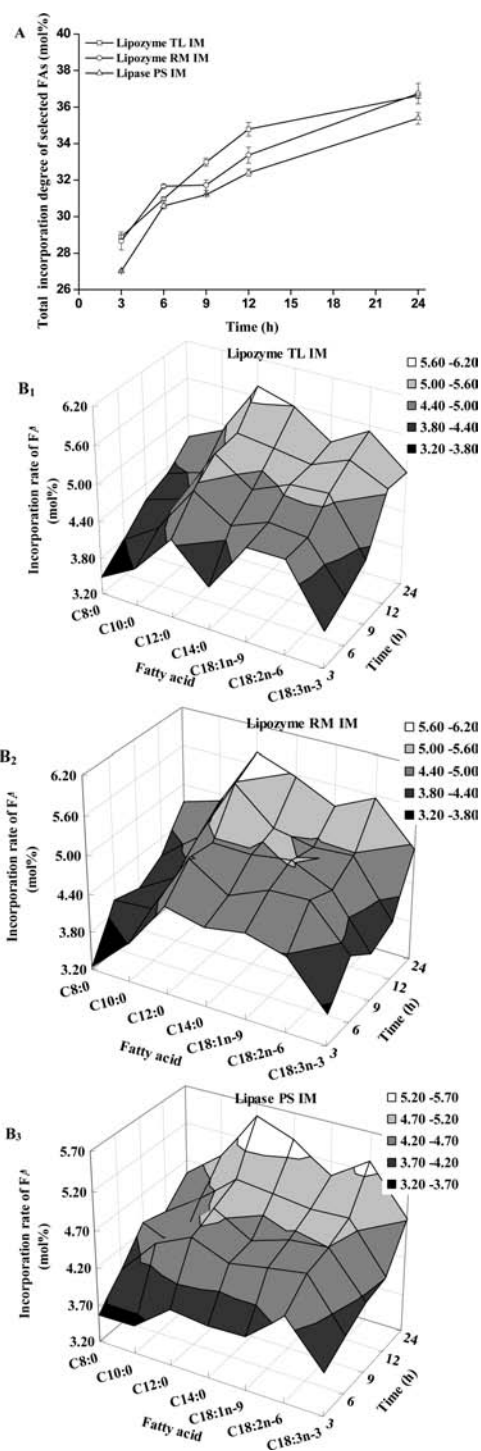 A
Total incorporation degree of selected FAs (mol%)
40
38
36
34
32
30
28
26
Lipozyme TL IM
Lipozyme RM IM
Lipase PS IM
0 3 6 9 12 15 18 21 24
Time (h)
B1
Lipozyme TL IM
5.60 -6.20
5.00 -5.60
4.40 -5.00
3.80 -4.40
3.20 -3.80
Incorporation rate of FA
(mol%)
6.20
5.60
5.00
4.40
3.80
3.20
C8:0
C10:0
C12:0
C14:0
C18:1n-9
C18:2n-6
C18:3n-3
Fatty acid
3
6
9
12
24
Time (h)
B2
Lipozyme RM IM
5.60 -6.20
5.00 -5.60
4.40 -5.00
3.80 -4.40
3.20 -3.80
Incorporation rate of FA
(mol%)
6.20
5.60
5.00
4.40
3.80
3.20
C8:0
C10:0
C12:0
C14:0
C18:1n-9
C18:2n-6
C18:3n-3
Fatty acid
3
6
9
12
24
Time (h)
B3
Lipase PS IM
5.20 -5.70
4.70 -5.20
4.20 -4.70
3.70 -4.20
3.20 -3.70
Incorporation rate of FA
(mol%)
5.70
5.20
4.70
4.20
3.70
3.20
C8:0
C10:0
C12:0
C14:0
C18:1n-9
C18:2n-6
C18:3n-3
Fatty acid
3
6
9
12
24
Time (h)